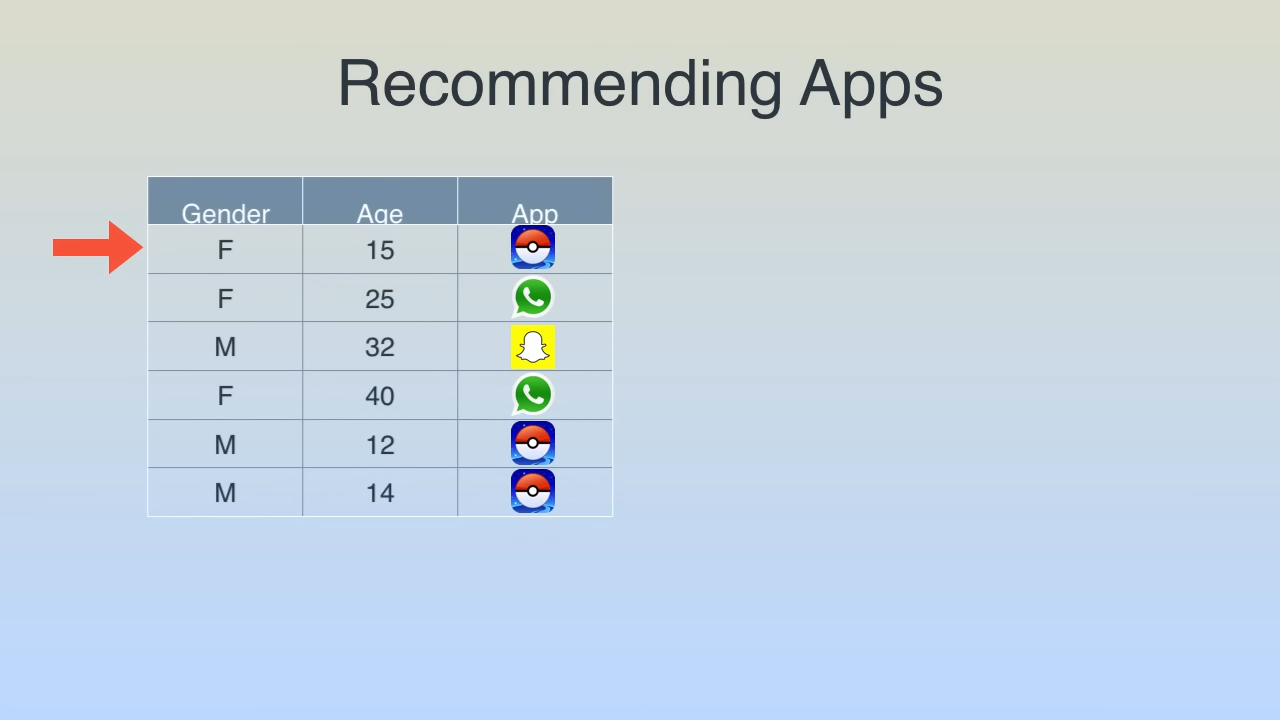 Recommending Apps
Gender Age App
F 15
F 25
M 32
F 40
M 12
M 14